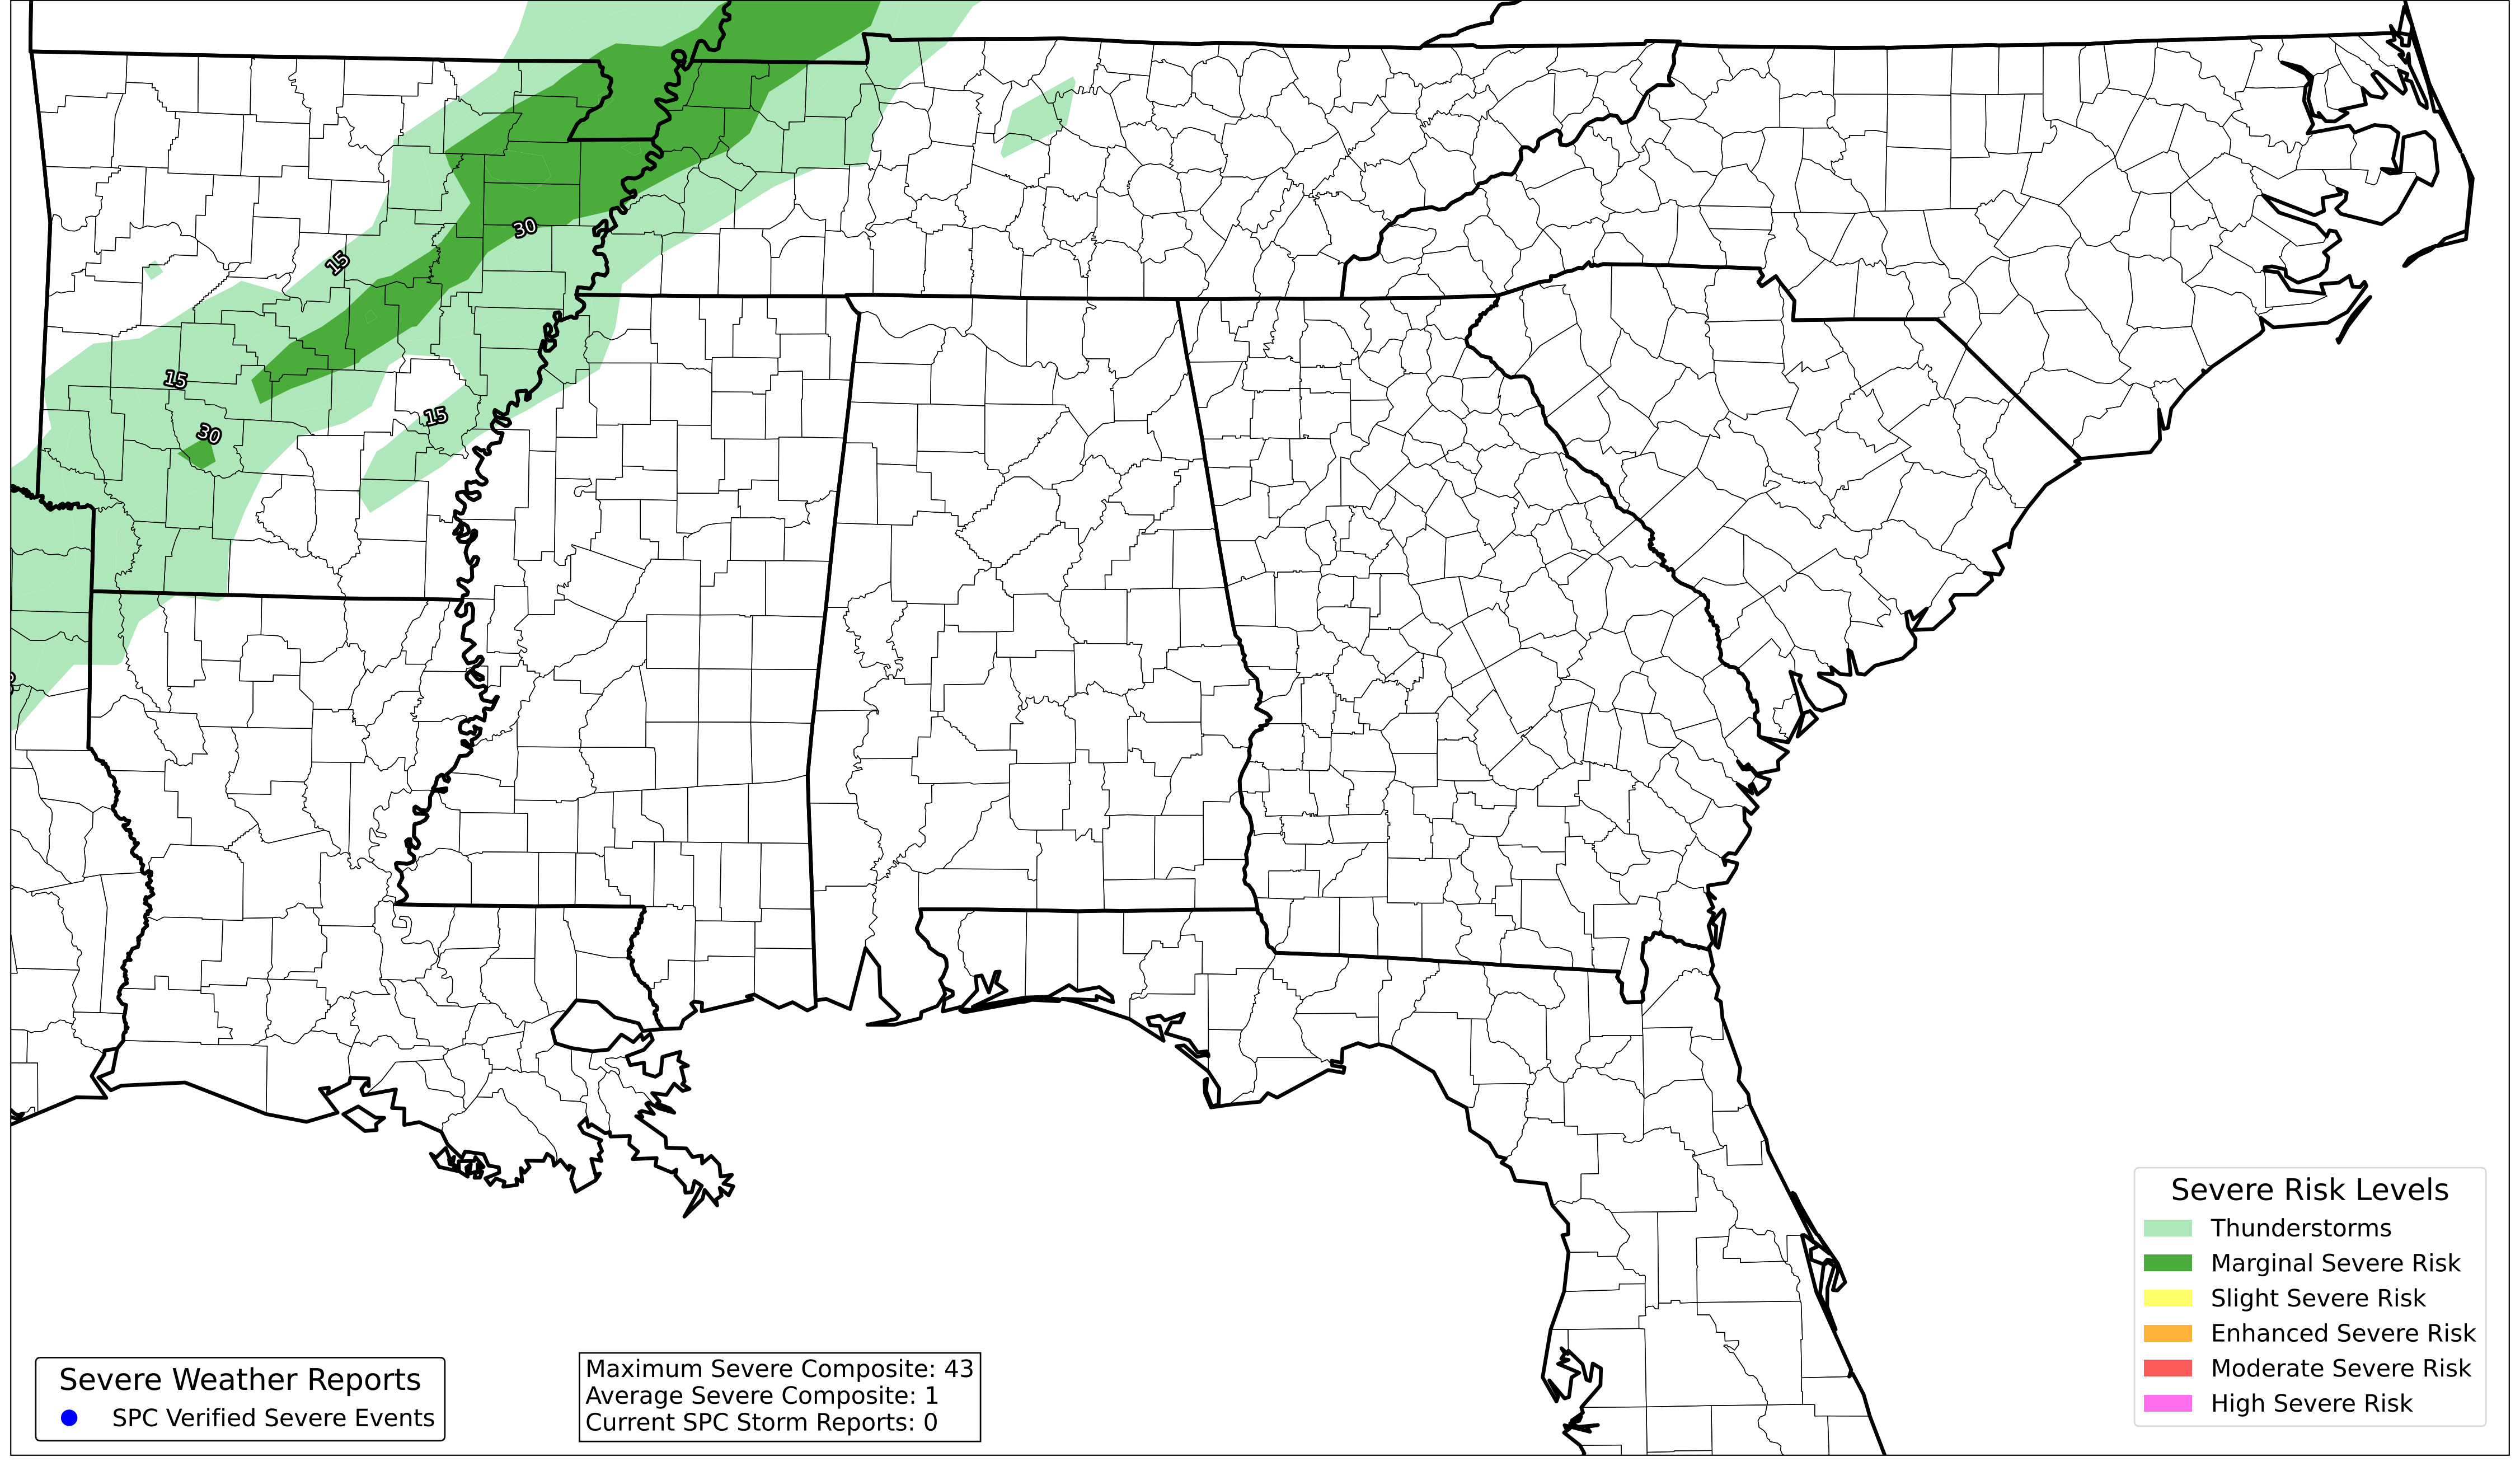 30
15
15
15
30
Severe Risk Levels
Thunderstorms
Marginal Severe Risk
Slight Severe Risk
Enhanced Severe Risk
Moderate Severe Risk
High Severe Risk
Severe Weather Reports
SPC Verified Severe Events
Maximum Severe Composite: 43
Average Severe Composite: 1
Current SPC Storm Reports: 0